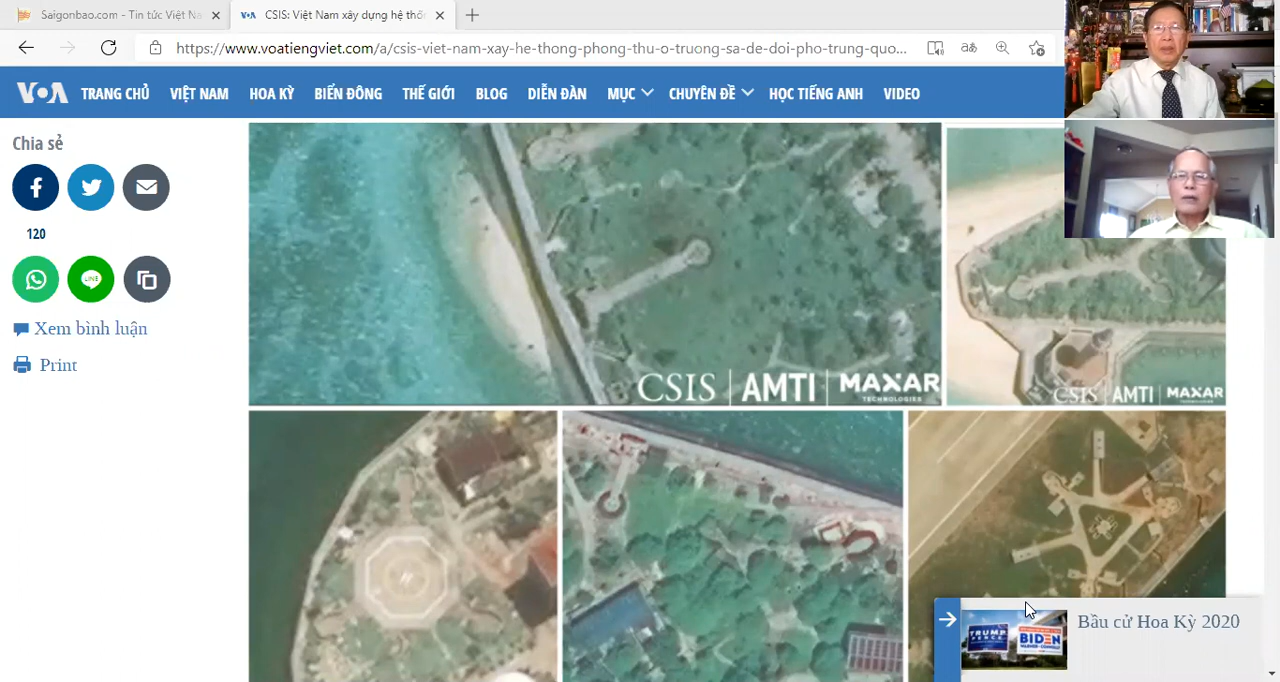 Saigonbao.com - Tin tức Việt Na
CSIS: Việt Nam xây dựng hệ thốn
https://www.voatiengviet.com/a/csis-viet-nam-xay-he-thong-phong-thu-o-truong-sa-de-doi-pho-trung-quo...
VOA TRANG CHỦ VIỆT NAM HOA KỲ BIỂN ĐÔNG THẾ GIỚI BLOG DIỄN ĐÀN MỤC CHUYÊN ĐỀ HỌC TIẾNG ANH VIDEO
Chia sẻ
120
LINE
Xem bình luận
Print
CSIS AMTI MAXAR
TECHNOLOGIES
CSIS AMTI MAXAR
TECHNOLOGIES
H
TRUMP
PENCE
BIDEN
Bầu cử Hoa Kỳ 2020